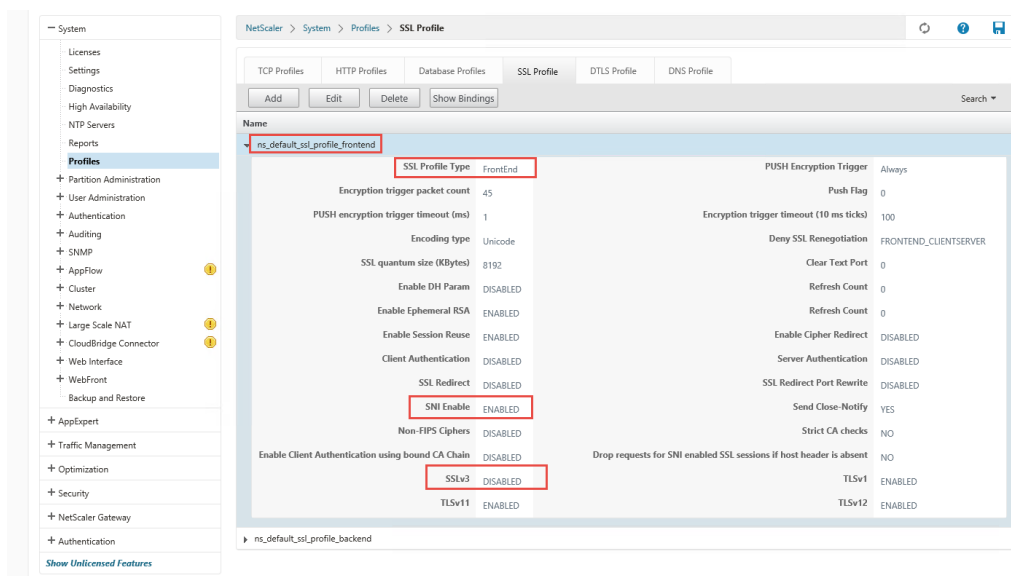 System
Licenses
Settings
Diagnostics
High Availability
NTP Servers
Reports
Profiles
Partition Administration
User Administration
Authentication
Auditing
SNMP
AppFlow
Cluster
Network
Large Scale NAT
CloudBridge Connector
Web Interface
WebFront
Backup and Restore
AppExpert
Traffic Management
Optimization
Security
NetScaler Gateway
Authentication
Show Unlicensed Features
NetScaler > System > Profiles > SSL Profile
TCP Profiles HTTP Profiles Database Profiles SSL Profile DTLS Profile DNS Profile
Add Edit Delete Show Bindings Search
Name
ns_default_ssl_profile_frontend
SSL Profile Type FrontEnd PUSH Encryption Trigger Always
Encryption trigger packet count 45 Push Flag 0
PUSH encryption trigger timeout (ms) 1 Encryption trigger timeout (10 ms ticks) 100
Encoding type Unicode Deny SSL Renegotiation FRONTEND_CLIENTSERVER
SSL quantum size (KBytes) 8192 Clear Text Port 0
Enable DH Param DISABLED Refresh Count 0
Enable Ephemeral RSA ENABLED Refresh Count 0
Enable Session Reuse ENABLED Enable Cipher Redirect DISABLED
Client Authentication DISABLED Server Authentication DISABLED
SSL Redirect DISABLED SSL Redirect Port Rewrite DISABLED
SNI Enable ENABLED Send Close-Notify YES
Non-FIPS Ciphers DISABLED Strict CA checks NO
Enable Client Authentication using bound CA Chain DISABLED Drop requests for SNI enabled SSL sessions if host header is absent NO
SSLv3 DISABLED TLSv1 ENABLED
TLSv11 ENABLED TLSv12 ENABLED
ns_default_ssl_profile_backend